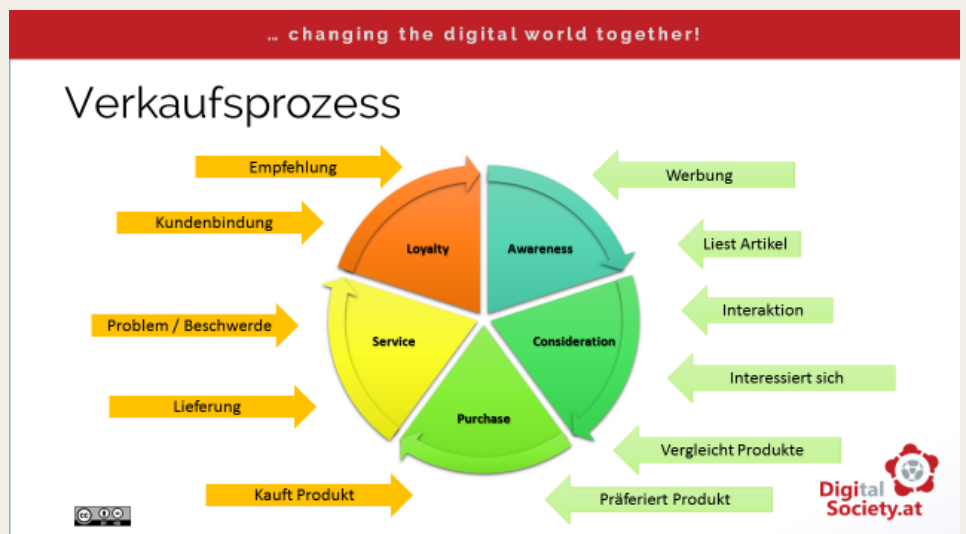 … changing the digital world together!
Verkaufsprozess
Empfehlung
Werbung
Kundenbindung
Loyalty
Awareness
Liest Artikel
Interaktion
Problem / Beschwerde
Service
Consideration
Interessiert sich
Lieferung
Purchase
Vergleicht Produkte
Kauft Produkt
Präferiert Produkt
Digital
Society.at
cc